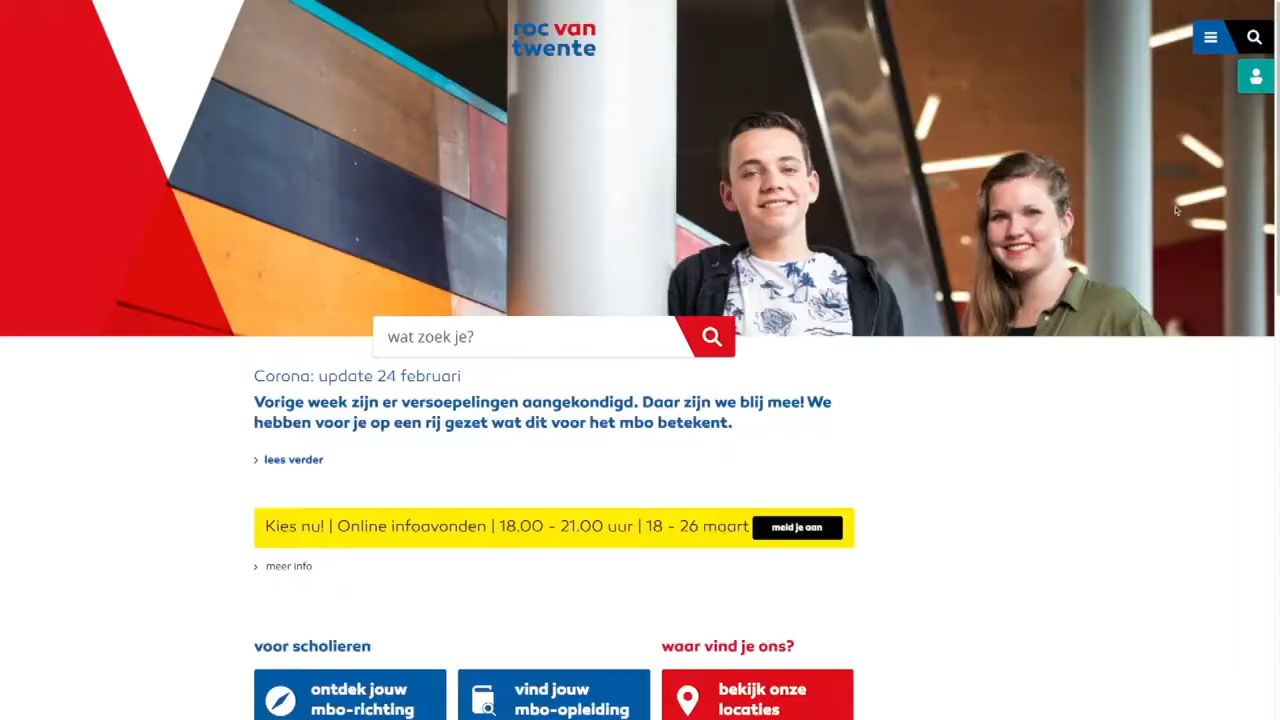 roc van
twente
wat zoek je?
Corona: update 24 februari
Vorige week zijn er versoepelingen aangekondigd. Daar zijn we blij mee! We
hebben voor je op een rij gezet wat dit voor het mbo betekent.
lees verder
Kies nu! | Online infoavonden | 18.00 - 21.00 uur | 18 - 26 maart
meld je aan
meer info
voor scholieren
waar vind je ons?
ontdek jouw
mbo-richting
vind jouw
mbo-opleiding
bekijk onze
locaties